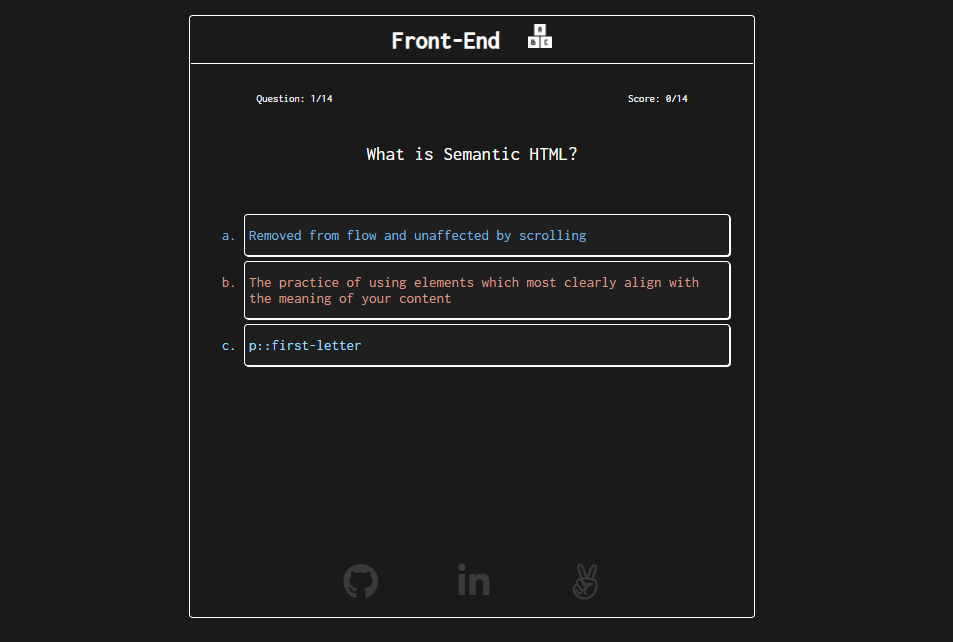 Front-End
Question: 1/14
Score: 0/14
What is Semantic HTML?
a. Removed from flow and unaffected by scrolling
b. The practice of using elements which most clearly align with
the meaning of your content
c. p::first-letter
in